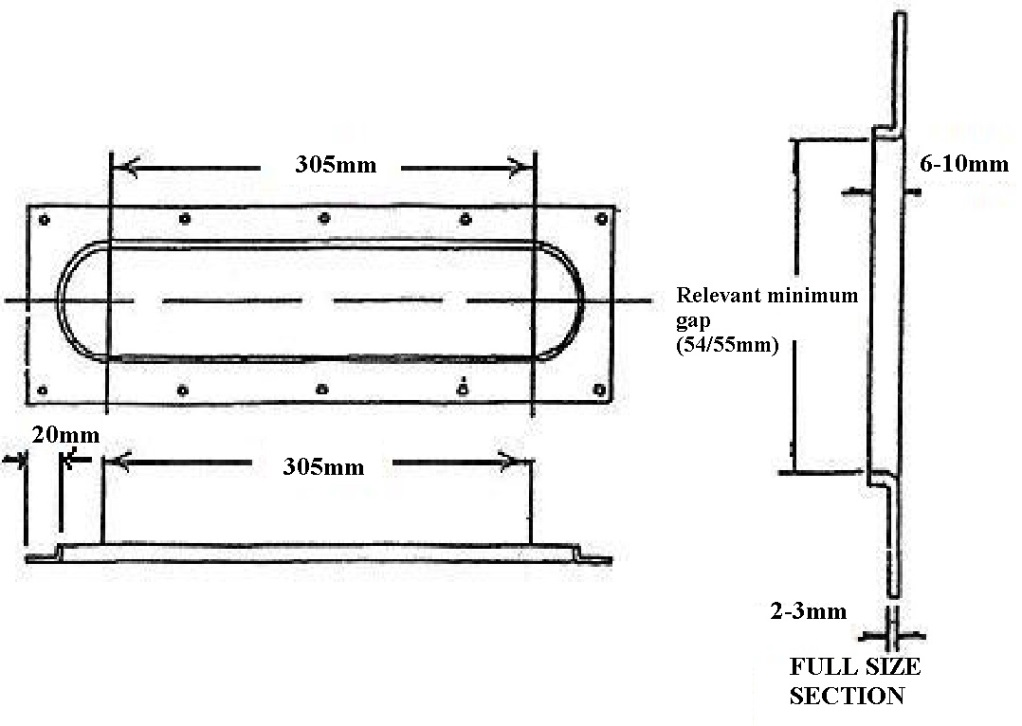 305mm
6-10mm
Relevant minimum
gap
(54/55mm)
20mm
305mm
2-3mm
FULL SIZE
SECTION